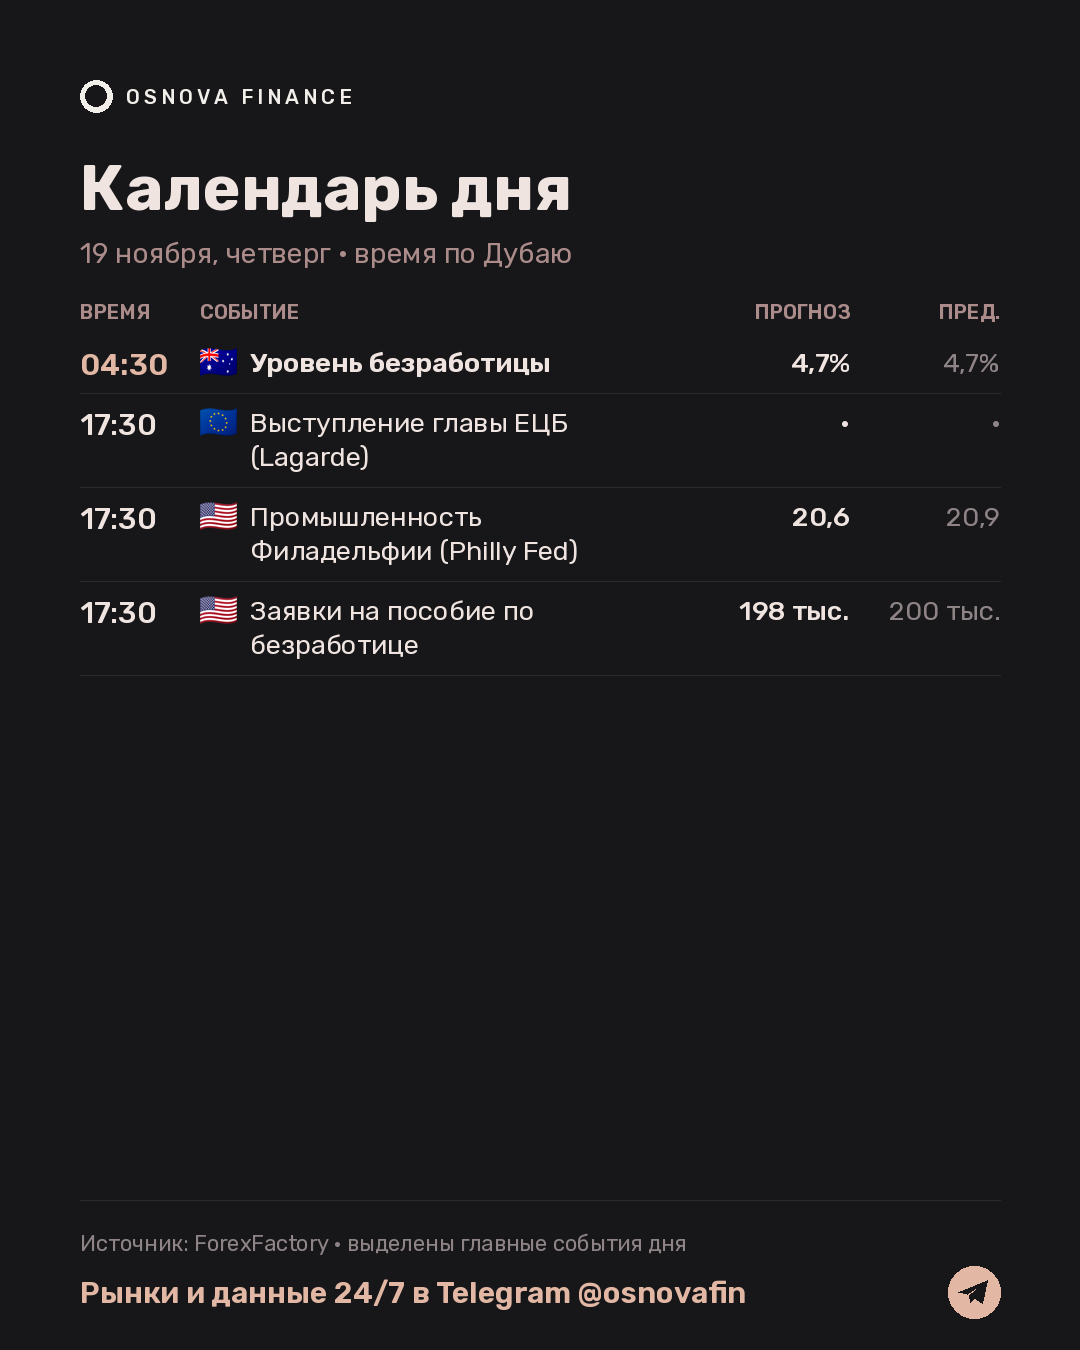 OSNOVA FINANCE
Календарь дня
19 ноября, четверг • время по Дубаю
ВРЕМЯ СОБЫТИЕ ПРОГНОЗ ПРЕД.
04:30 Уровень безработицы 4,7% 4,7%
17:30 Выступление главы ЕЦБ • •
(Lagarde)
17:30 Промышленность 20,6 20,9
Филадельфии (Philly Fed)
17:30 Заявки на пособие по 198 тыс. 200 тыс.
безработице
Источник: ForexFactory • выделены главные события дня
Рынки и данные 24/7 в Telegram @osnovafin